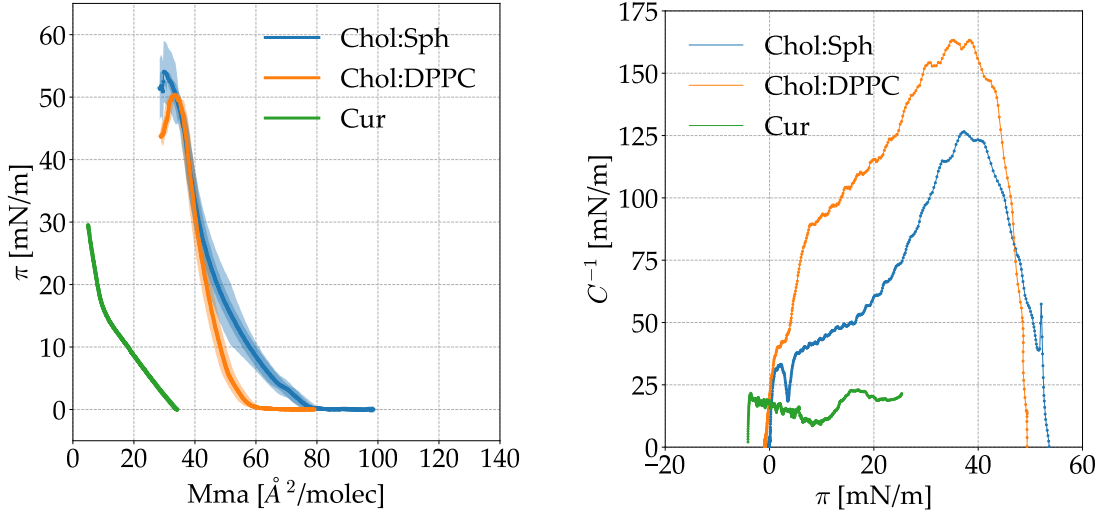 60
50
40
30
20
10
0
π [mN/m]
Chol:Sph
Chol:DPPC
Cur
0 20 40 60 80 100 120 140
Mma [Å²/molec]
175
150
125
100
75
50
25
0
C⁻¹ [mN/m]
Chol:Sph
Chol:DPPC
Cur
−20 0 20 40 60
π [mN/m]